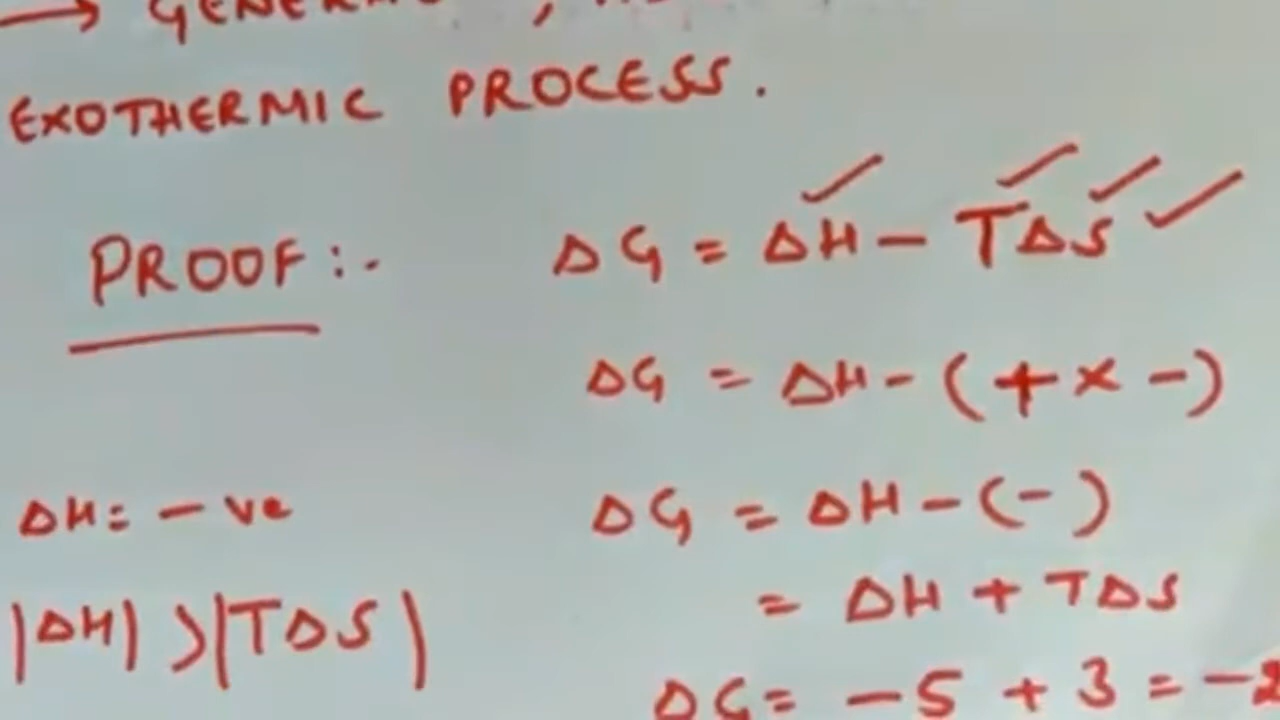 →
EXOTHERMIC PROCESS.
PROOF :-
ΔG = ΔH - TΔS
ΔG = ΔH - (+ x -)
ΔH = - ve
ΔG = ΔH - (-)
= ΔH + TΔS
|ΔH| > |TΔS|
ΔG = -5 + 3 = -2